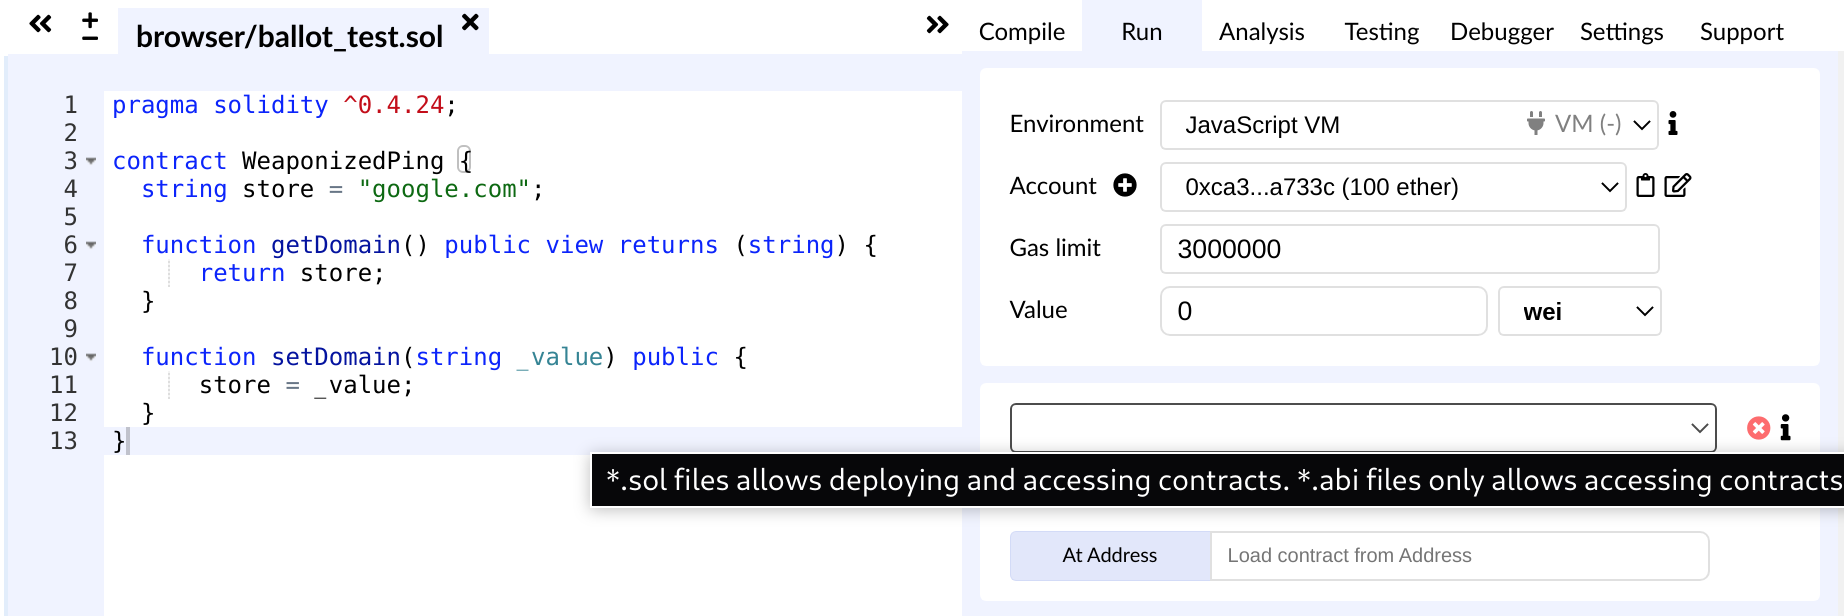 browser/ballot_test.sol
Compile Run Analysis Testing Debugger Settings Support
1 pragma solidity ^0.4.24;
2
3 contract WeaponizedPing {
4 string store = "google.com";
5
6 function getDomain() public view returns (string) {
7 return store;
8 }
9
10 function setDomain(string _value) public {
11 store = _value;
12 }
13 }
Environment JavaScript VM VM (-)
Account 0xca3...a733c (100 ether)
Gas limit 3000000
Value 0 wei
*.sol files allows deploying and accessing contracts. *.abi files only allows accessing contracts
At Address Load contract from Address